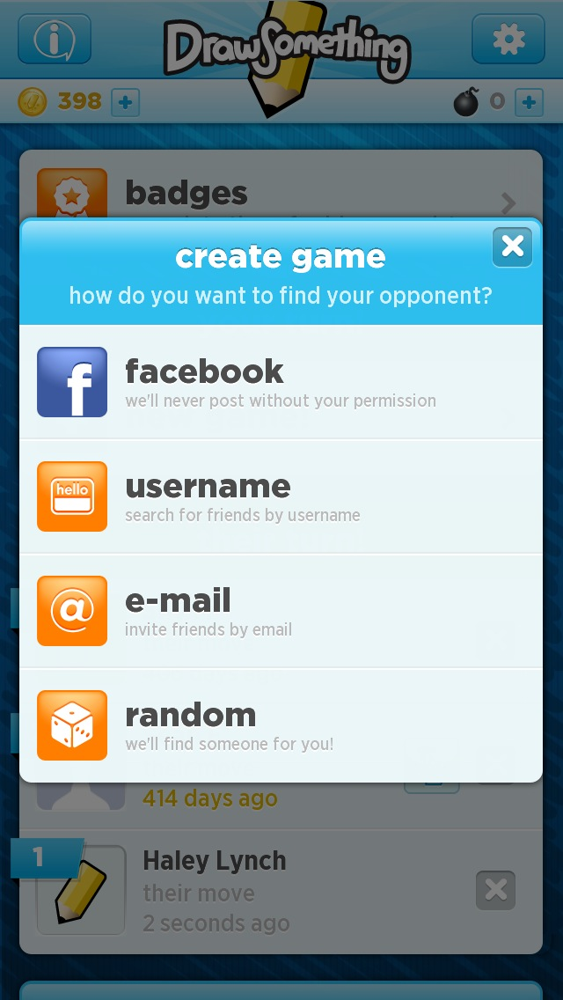 DrawSomething
398
0
badges
create game
how do you want to find your opponent?
facebook
we'll never post without your permission
hello
username
search for friends by username
@
e-mail
invite friends by email
random
we'll find someone for you!
414 days ago
1
Haley Lynch
their move
2 seconds ago